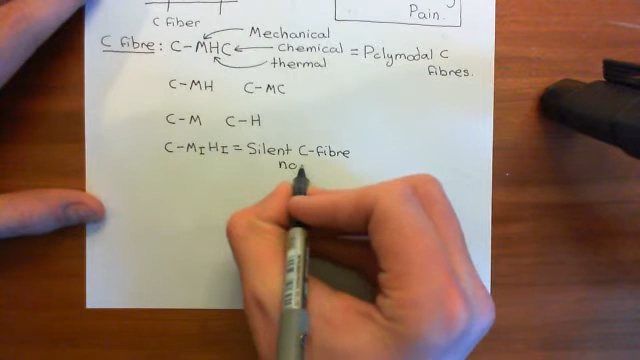 Pain.
C fiber
Mechanical
C fibre: C-MHC Chemical = Polymodal C
thermal fibres.
C-MH C-MC
C-M C-H
C-MIHI = Silent C-fibre
no